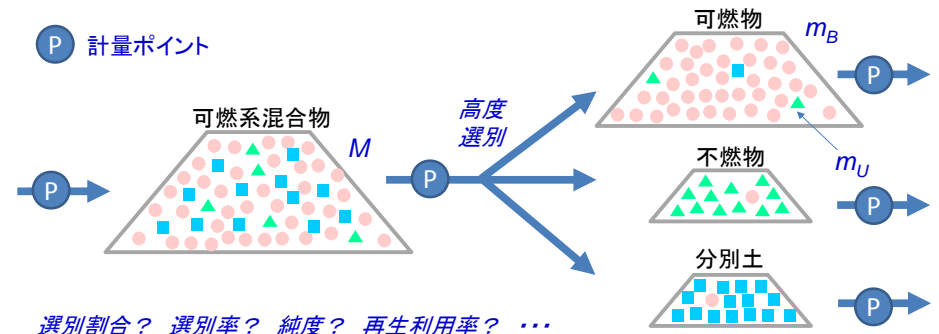 可燃物
m_B
P 計量ポイント
P
可燃系混合物
M
高度
選別
P
P
m_U
不燃物
P
分別土
P
選別割合? 選別率? 純度? 再生利用率? ・・・